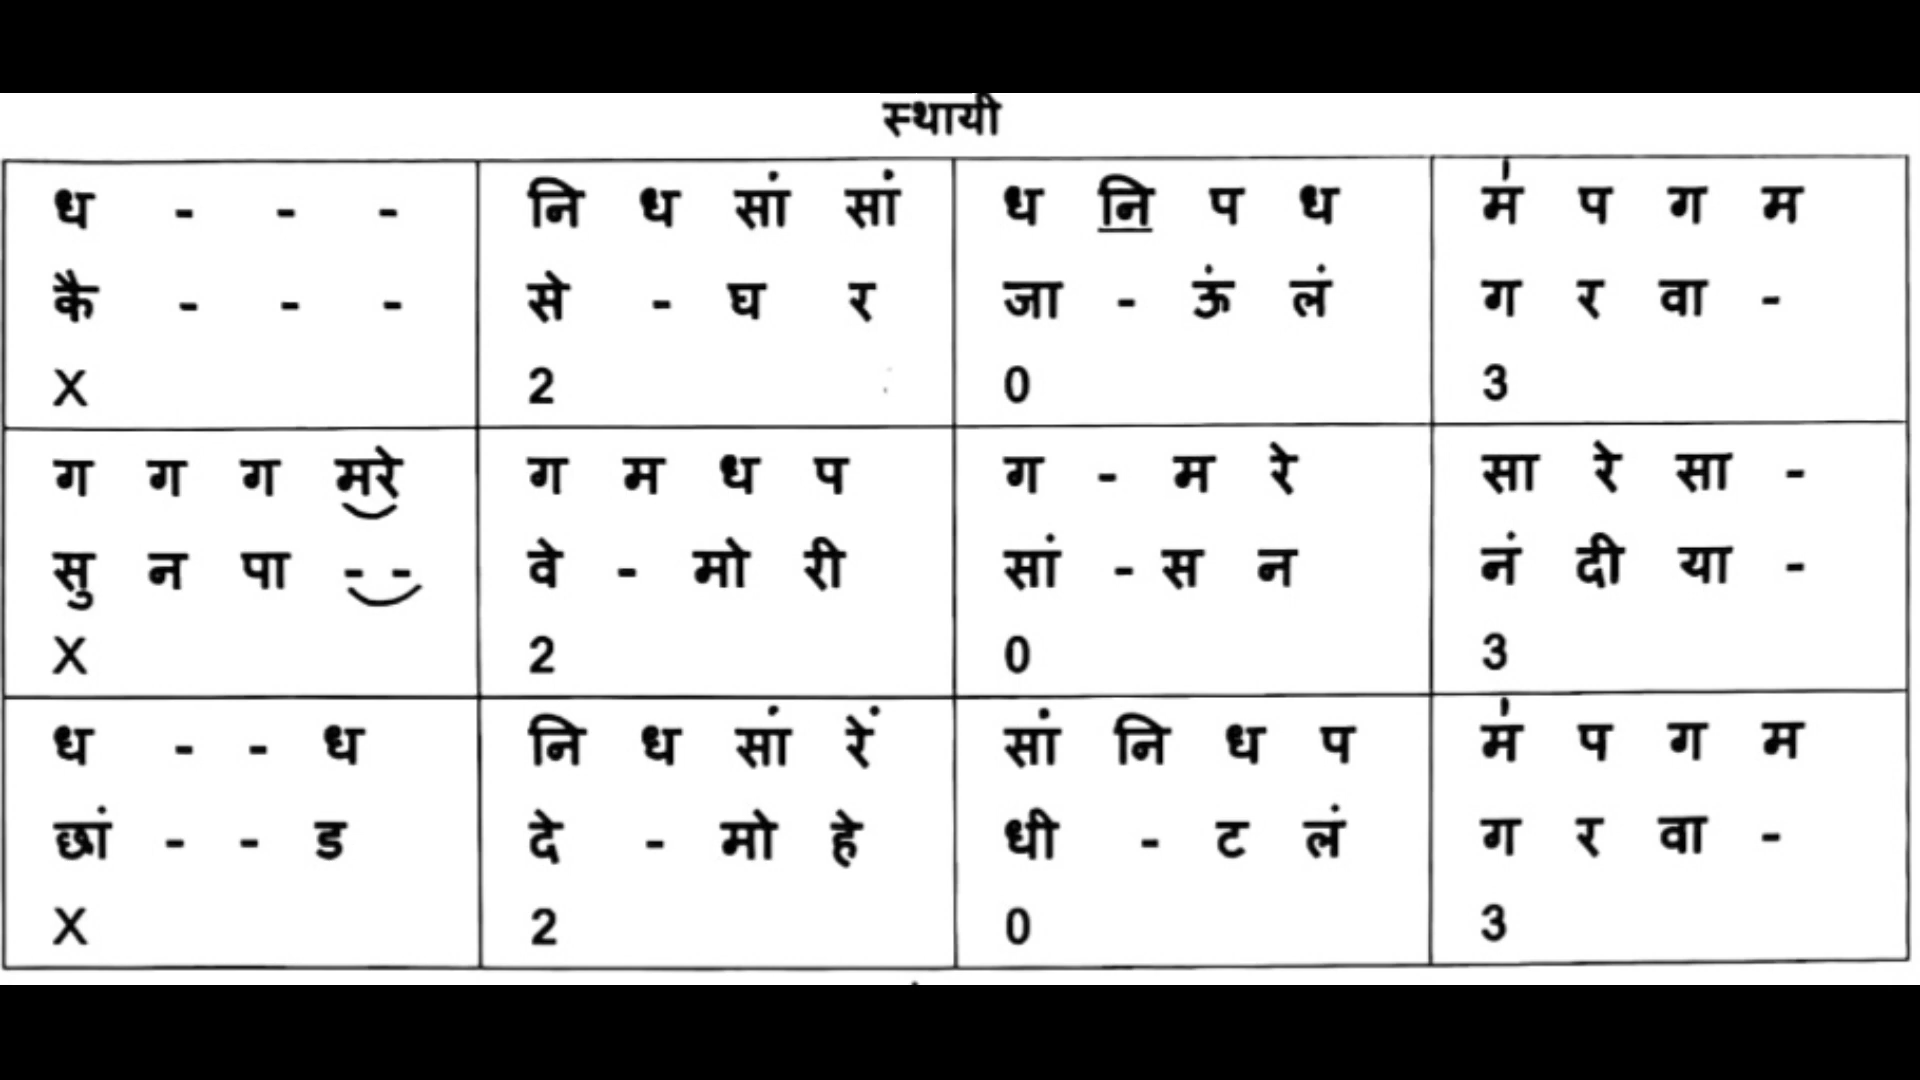 स्थायी
ध - - - नि ध सां सां ध नि॒ प ध म॑ प ग म
कै - - - से - घ र जा - ऊं लं ग र वा -
X 2 0 3
ग ग ग मरे ग म ध प ग - म रे सा रे सा -
सु न पा - - वे - मो री सां - स न नं दी या -
X 2 0 3
ध - - ध नि ध सां रें सां नि ध प म॑ प ग म
छां - - ड दे - मो हे धी - ट लं ग र वा -
X 2 0 3